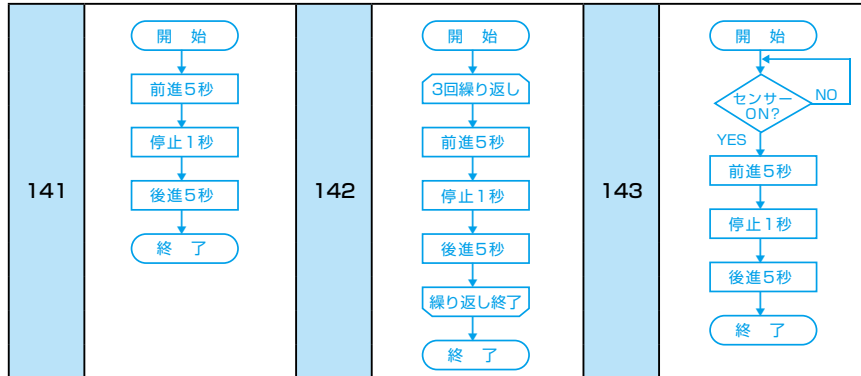 141
開 始
前進5秒
停止1秒
後進5秒
終 了
142
開 始
3回繰り返し
前進5秒
停止1秒
後進5秒
繰り返し終了
終 了
143
開 始
センサー
ON?
NO
YES
前進5秒
停止1秒
後進5秒
終 了